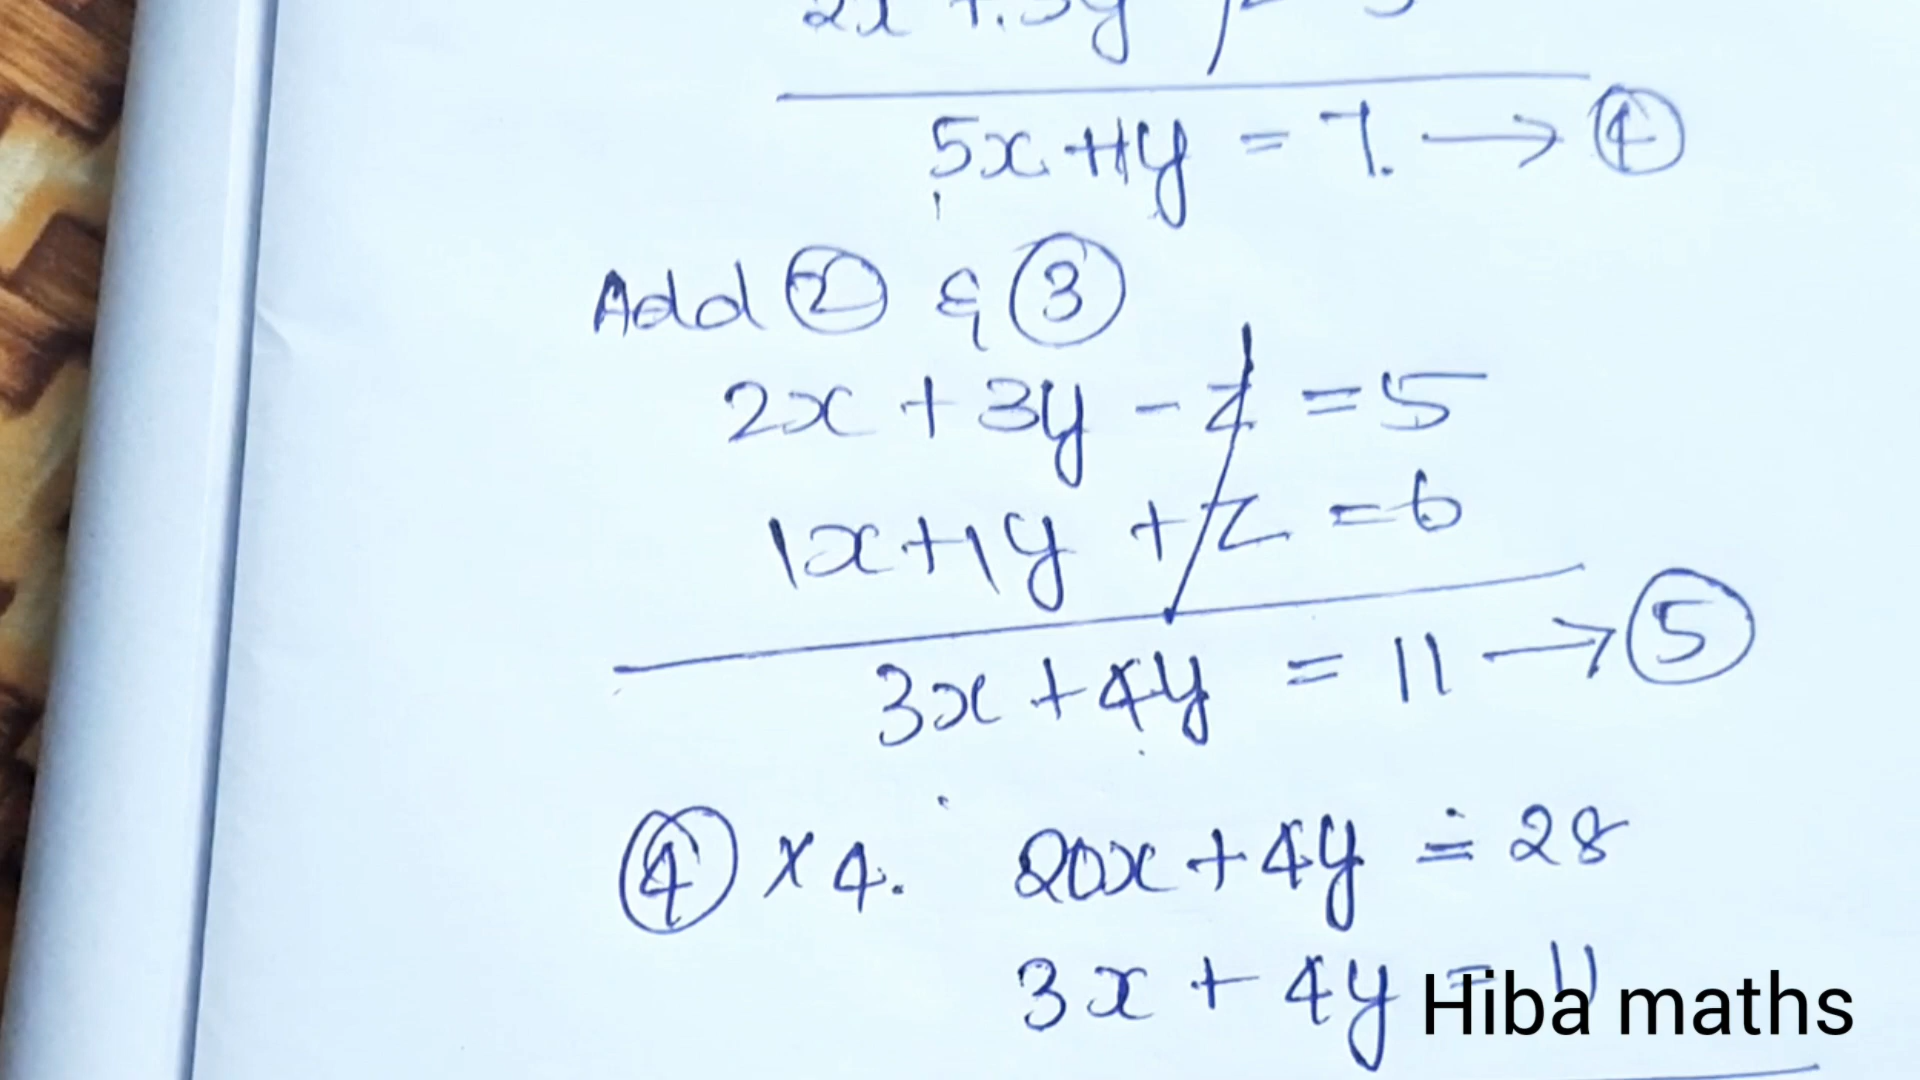 5x + 1y = 7. → ④
Add ② & ③
2x + 3y - z = 5
1x + 1y + z = 6
3x + 4y = 11 → ⑤
④ × 4. 20x + 4y = 28
3x + 4y = 11
Hiba maths